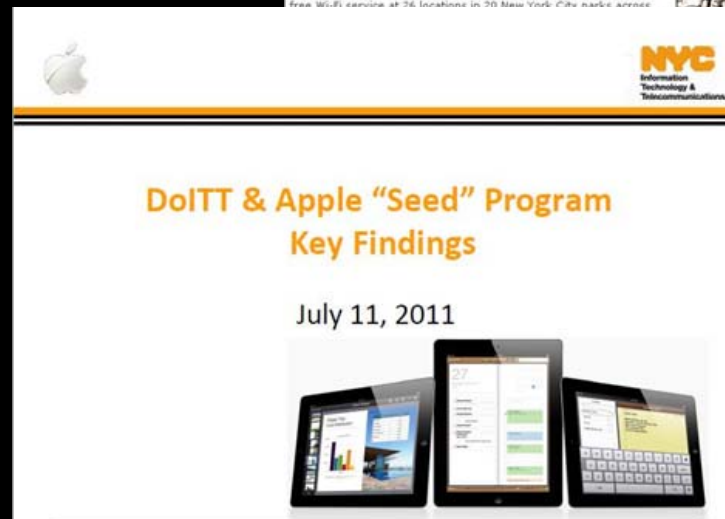 free Wi-Fi service at 26 locations in 20 New York City parks across
NYC
Information
Technology &
Telecommunications
DoITT & Apple “Seed” Program
Key Findings
July 11, 2011
27